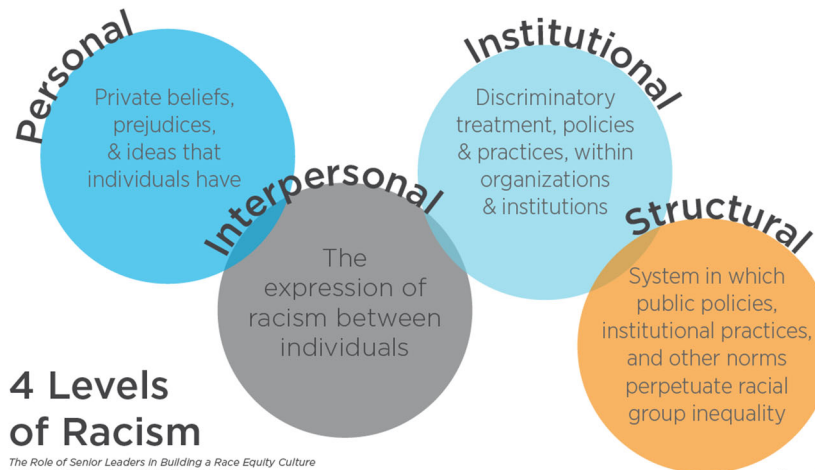 Personal
Private beliefs,
prejudices,
& ideas that
individuals have
Interpersonal
The
expression of
racism between
individuals
Institutional
Discriminatory
treatment, policies
& practices, within
organizations
& institutions
Structural
System in which
public policies,
institutional practices,
and other norms
perpetuate racial
group inequality
4 Levels
of Racism
The Role of Senior Leaders in Building a Race Equity Culture